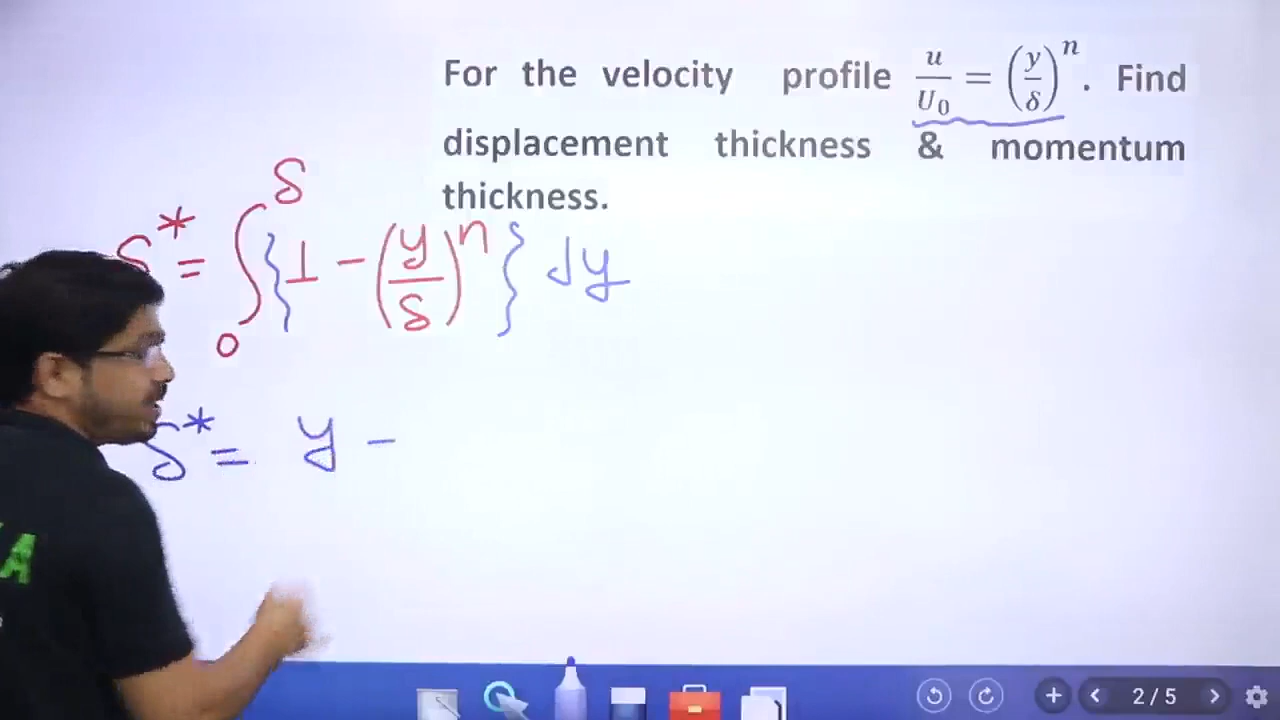 For the velocity profile u/U₀ = (y/δ)ⁿ. Find
displacement thickness & momentum
thickness.
δ* = ∫₀^δ {1 - (y/δ)ⁿ} dy
δ* = y -
A
2/5